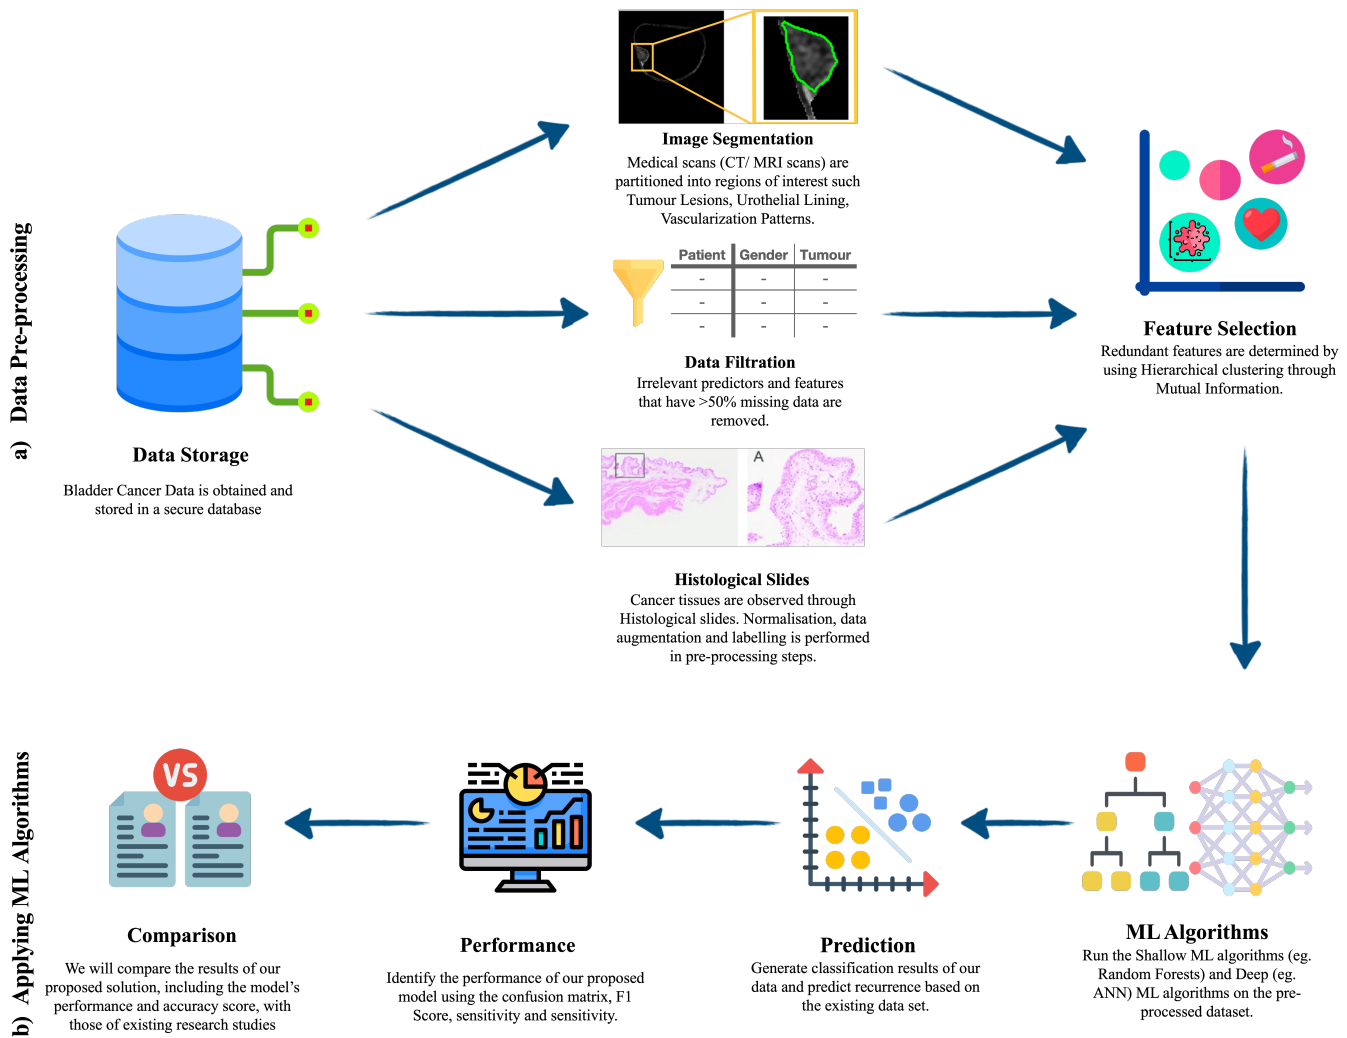 a) Data Pre-processing
Data Storage
Bladder Cancer Data is obtained and
stored in a secure database
Image Segmentation
Medical scans (CT/ MRI scans) are
partitioned into regions of interest such
Tumour Lesions, Urothelial Lining,
Vascularization Patterns.
Patient Gender Tumour
- - -
- - -
- - -
Data Filtration
Irrelevant predictors and features
that have >50% missing data are
removed.
A
Histological Slides
Cancer tissues are observed through
Histological slides. Normalisation, data
augmentation and labelling is performed
in pre-processing steps.
Feature Selection
Redundant features are determined by
using Hierarchical clustering through
Mutual Information.
b) Applying ML Algorithms
ML Algorithms
Run the Shallow ML algorithms (eg.
Random Forests) and Deep (eg.
ANN) ML algorithms on the pre-
processed dataset.
Prediction
Generate classification results of our
data and predict recurrence based on
the existing data set.
Performance
Identify the performance of our proposed
model using the confusion matrix, F1
Score, sensitivity and sensitivity.
VS
Comparison
We will compare the results of our
proposed solution, including the model's
performance and accuracy score, with
those of existing research studies